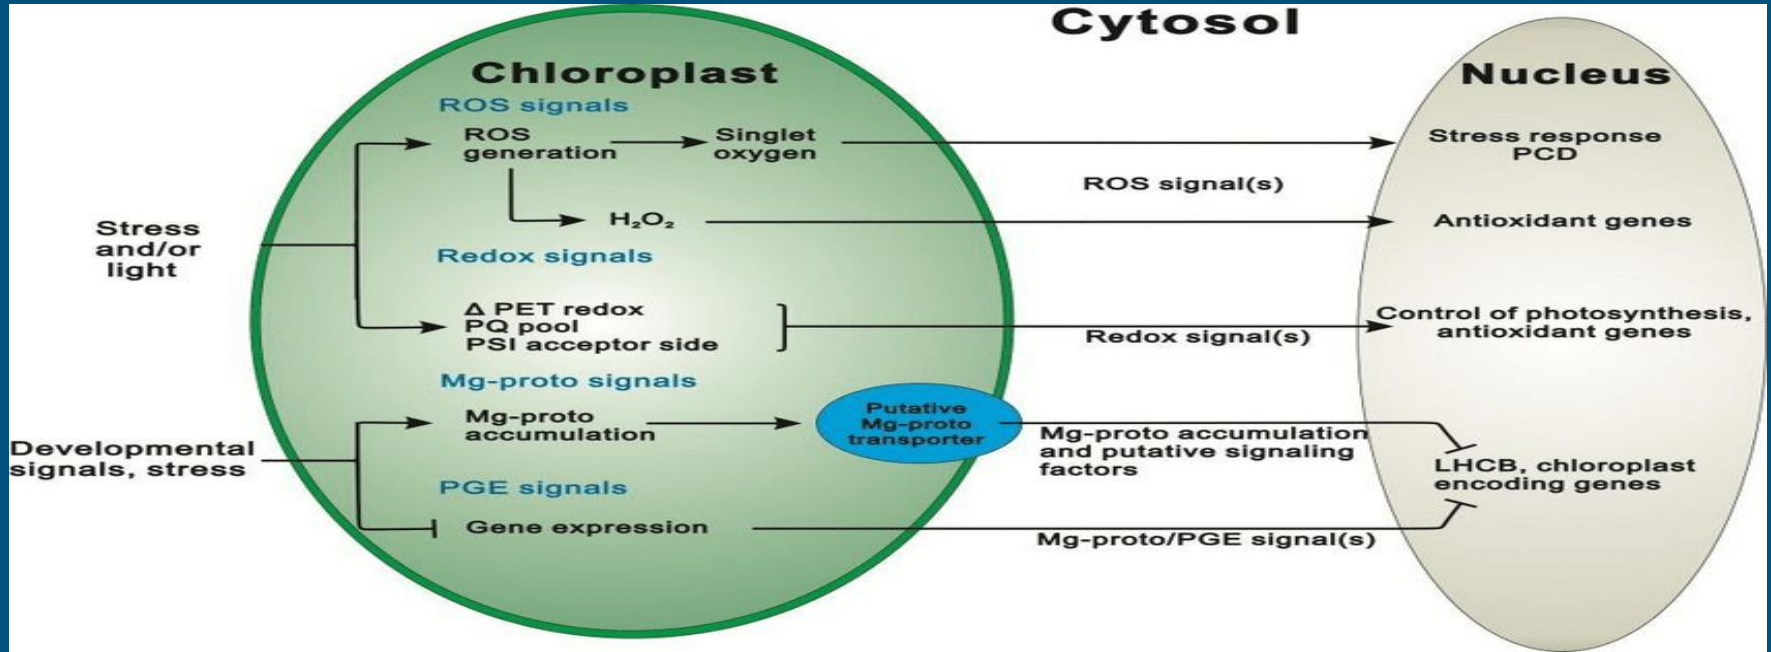 Cytosol
Chloroplast
Nucleus
ROS signals
ROS
generation
Singlet
oxygen
Stress response
PCD
ROS signal(s)
H₂O₂
Antioxidant genes
Stress
and/or
light
Redox signals
Δ PET redox
PQ pool
PSI acceptor side
Redox signal(s)
Control of photosynthesis,
antioxidant genes
Mg-proto signals
Mg-proto
accumulation
Putative
Mg-proto
transporter
Mg-proto accumulation
and putative signaling
factors
Developmental
signals, stress
LHCB, chloroplast
encoding genes
PGE signals
Gene expression
Mg-proto/PGE signal(s)